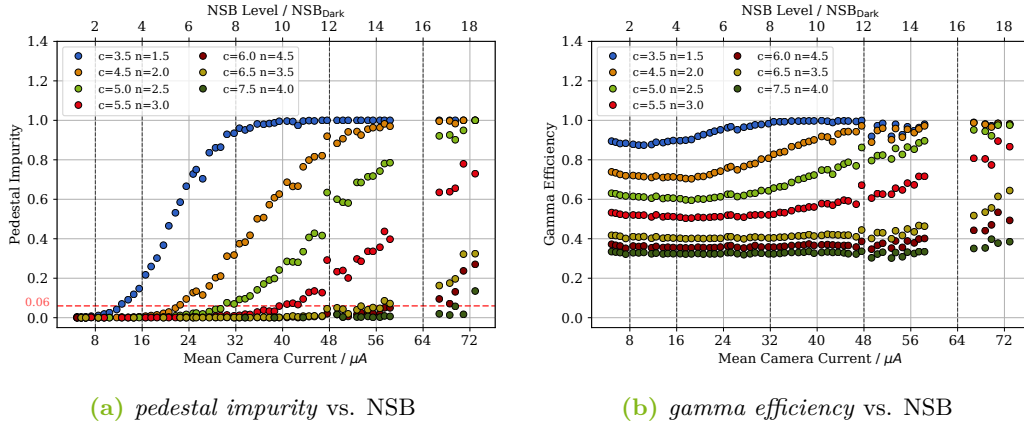 NSB Level / NSB_Dark
2 4 6 8 10 12 14
1.4
1.2
1.0
0.8
0.6
0.4
0.2
0.06
0.0
Pedestal Impurity
c=3.5 n=1.5
c=4.5 n=2.0
c=5.0 n=2.5
c=5.5 n=3.0
c=6.0 n=4.5
c=6.5 n=3.5
c=7.5 n=4.0
8 16 24 32 40 48 56 64 72
Mean Camera Current / μA
(a) pedestal impurity vs. NSB
NSB Level / NSB_Dark
2 4 6 8 10 12 14
1.4
1.2
1.0
0.8
0.6
0.4
0.2
0.0
Gamma Efficiency
c=3.5 n=1.5
c=4.5 n=2.0
c=5.0 n=2.5
c=5.5 n=3.0
c=6.0 n=4.5
c=6.5 n=3.5
c=7.5 n=4.0
8 16 24 32 40 48 56 64 72
Mean Camera Current / μA
(b) gamma efficiency vs. NSB